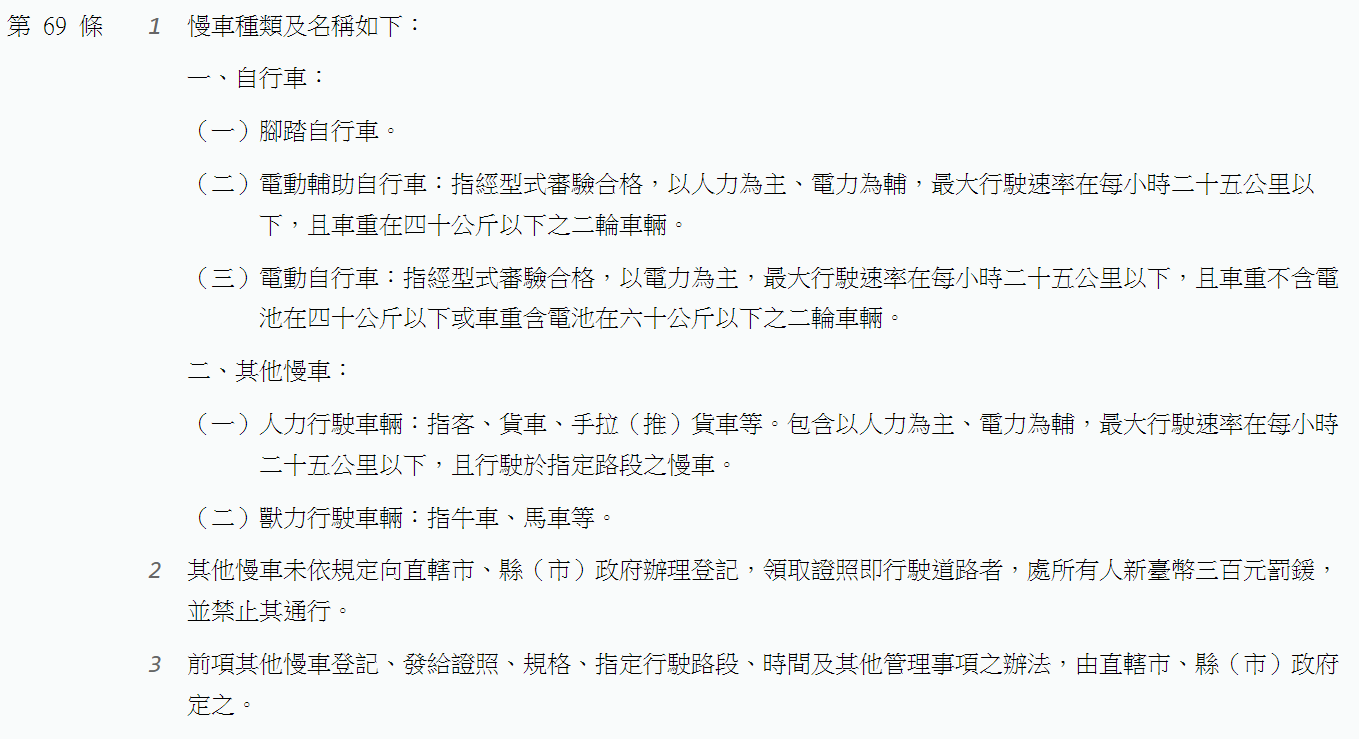 第 69 條 1 慢車種類及名稱如下：
一、自行車：
（一）腳踏自行車。
（二）電動輔助自行車：指經型式審驗合格，以人力為主、電力為輔，最大行駛速率在每小時二十五公里以
下，且車重在四十公斤以下之二輪車輛。
（三）電動自行車：指經型式審驗合格，以電力為主，最大行駛速率在每小時二十五公里以下，且車重不含電
池在四十公斤以下或車重含電池在六十公斤以下之二輪車輛。
二、其他慢車：
（一）人力行駛車輛：指客、貨車、手拉（推）貨車等。包含以人力為主、電力為輔，最大行駛速率在每小時
二十五公里以下，且行駛於指定路段之慢車。
（二）獸力行駛車輛：指牛車、馬車等。
2 其他慢車未依規定向直轄市、縣（市）政府辦理登記，領取證照即行駛道路者，處所有人新臺幣三百元罰鍰，
並禁止其通行。
3 前項其他慢車登記、發給證照、規格、指定行駛路段、時間及其他管理事項之辦法，由直轄市、縣（市）政府
定之。